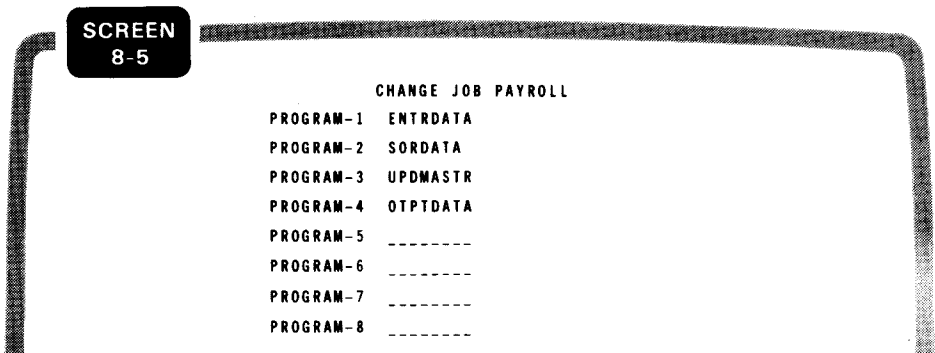 SCREEN
8-5
CHANGE JOB PAYROLL
PROGRAM-1 ENTRDATA
PROGRAM-2 SORDATA
PROGRAM-3 UPDMASTR
PROGRAM-4 OTPTDATA
PROGRAM-5 ________
PROGRAM-6 ________
PROGRAM-7 ________
PROGRAM-8 ________